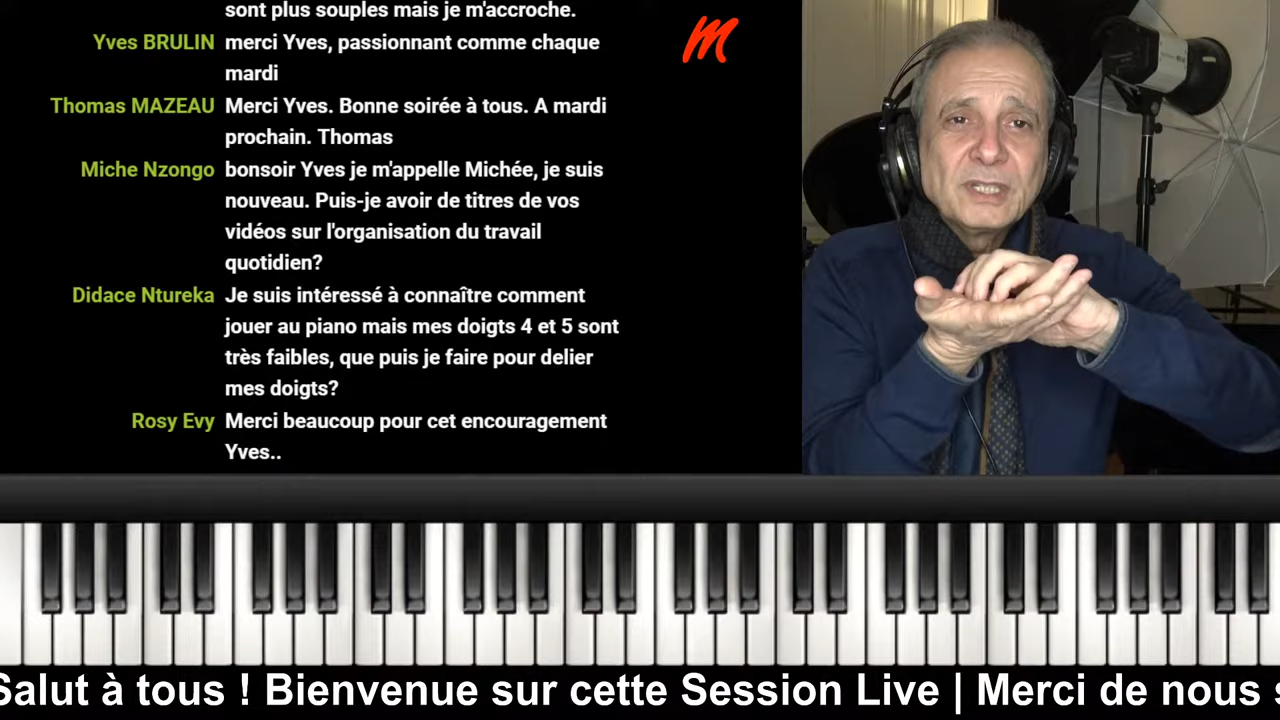 sont plus souples mais je m'accroche.
Yves BRULIN merci Yves, passionnant comme chaque
mardi
Thomas MAZEAU Merci Yves. Bonne soirée à tous. A mardi
prochain. Thomas
Miche Nzongo bonsoir Yves je m'appelle Michée, je suis
nouveau. Puis-je avoir de titres de vos
vidéos sur l'organisation du travail
quotidien?
Didace Ntureka Je suis intéressé à connaître comment
jouer au piano mais mes doigts 4 et 5 sont
très faibles, que puis je faire pour delier
mes doigts?
Rosy Evy Merci beaucoup pour cet encouragement
Yves..
m
Salut à tous ! Bienvenue sur cette Session Live | Merci de nous